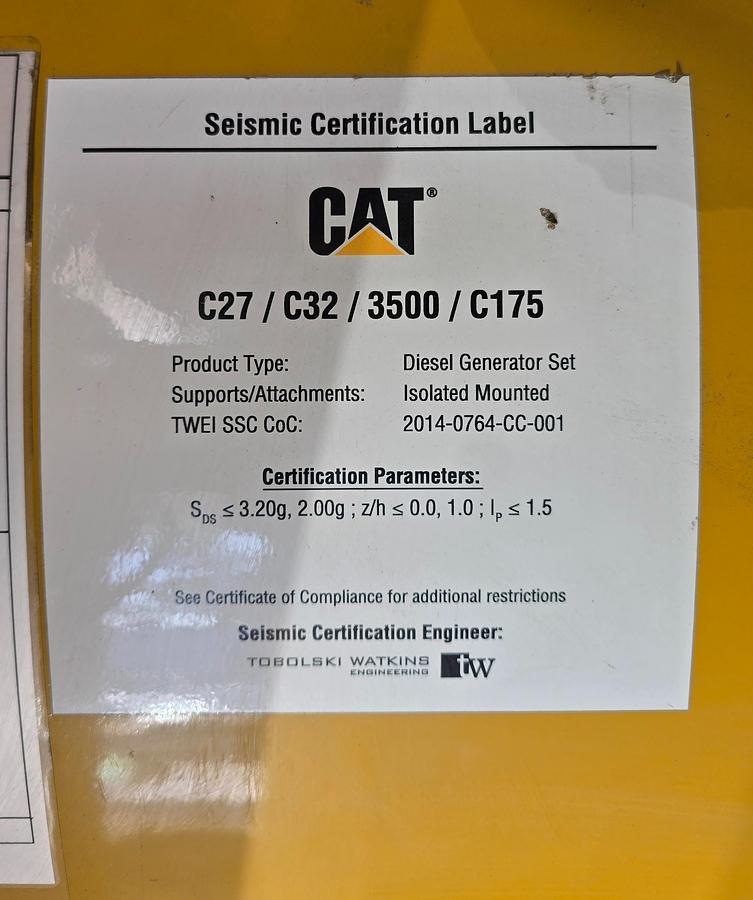 Seismic Certification Label
CAT®
C27 / C32 / 3500 / C175
Product Type: Diesel Generator Set
Supports/Attachments: Isolated Mounted
TWEI SSC CoC: 2014-0764-CC-001
Certification Parameters:
S_DS ≤ 3.20g, 2.00g ; z/h ≤ 0.0, 1.0 ; I_P ≤ 1.5
See Certificate of Compliance for additional restrictions
Seismic Certification Engineer:
TOBOLSKI WATKINS
ENGINEERING
tw